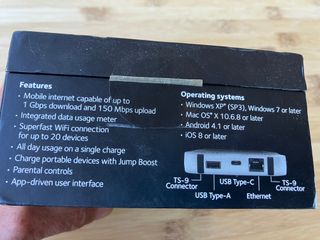 Features
• Mobile internet capable of up to
1 Gbps download and 150 Mbps upload
• Integrated data usage meter
• Superfast WiFi connection
for up to 20 devices
• All day usage on a single charge
• Charge portable devices with Jump Boost
• Parental controls
• App-driven user interface
Operating systems
• Windows XP® (SP3), Windows 7 or later
• Mac OS® X 10.6.8 or later
• Android 4.1 or later
• iOS 8 or later
TS-9
Connector
USB Type-A
USB Type-C
Ethernet
TS-9
Connector